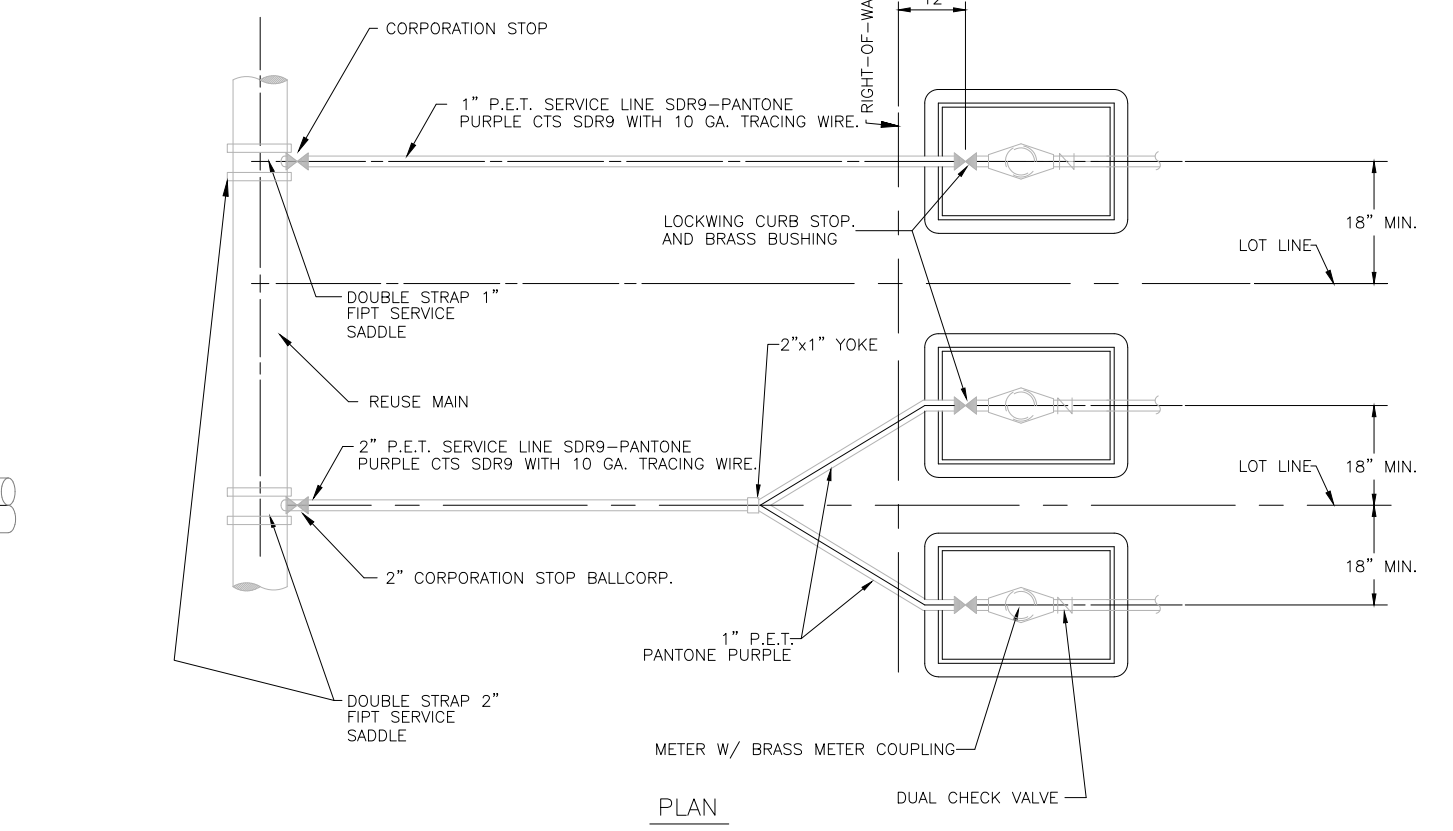 CORPORATION STOP
12"
RIGHT-OF-WA
1" P.E.T. SERVICE LINE SDR9-PANTONE
PURPLE CTS SDR9 WITH 10 GA. TRACING WIRE.
LOCKWING CURB STOP.
AND BRASS BUSHING
18" MIN.
LOT LINE
DOUBLE STRAP 1"
FIPT SERVICE
SADDLE
2"x1" YOKE
REUSE MAIN
2" P.E.T. SERVICE LINE SDR9-PANTONE
PURPLE CTS SDR9 WITH 10 GA. TRACING WIRE.
LOT LINE
18" MIN.
2" CORPORATION STOP BALLCORP.
18" MIN.
1" P.E.T.
PANTONE PURPLE
DOUBLE STRAP 2"
FIPT SERVICE
SADDLE
METER W/ BRASS METER COUPLING
DUAL CHECK VALVE
PLAN